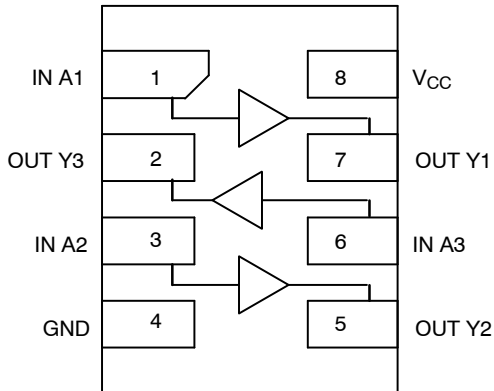 IN A1 1 8 VCC
OUT Y3 2 7 OUT Y1
IN A2 3 6 IN A3
GND 4 5 OUT Y2